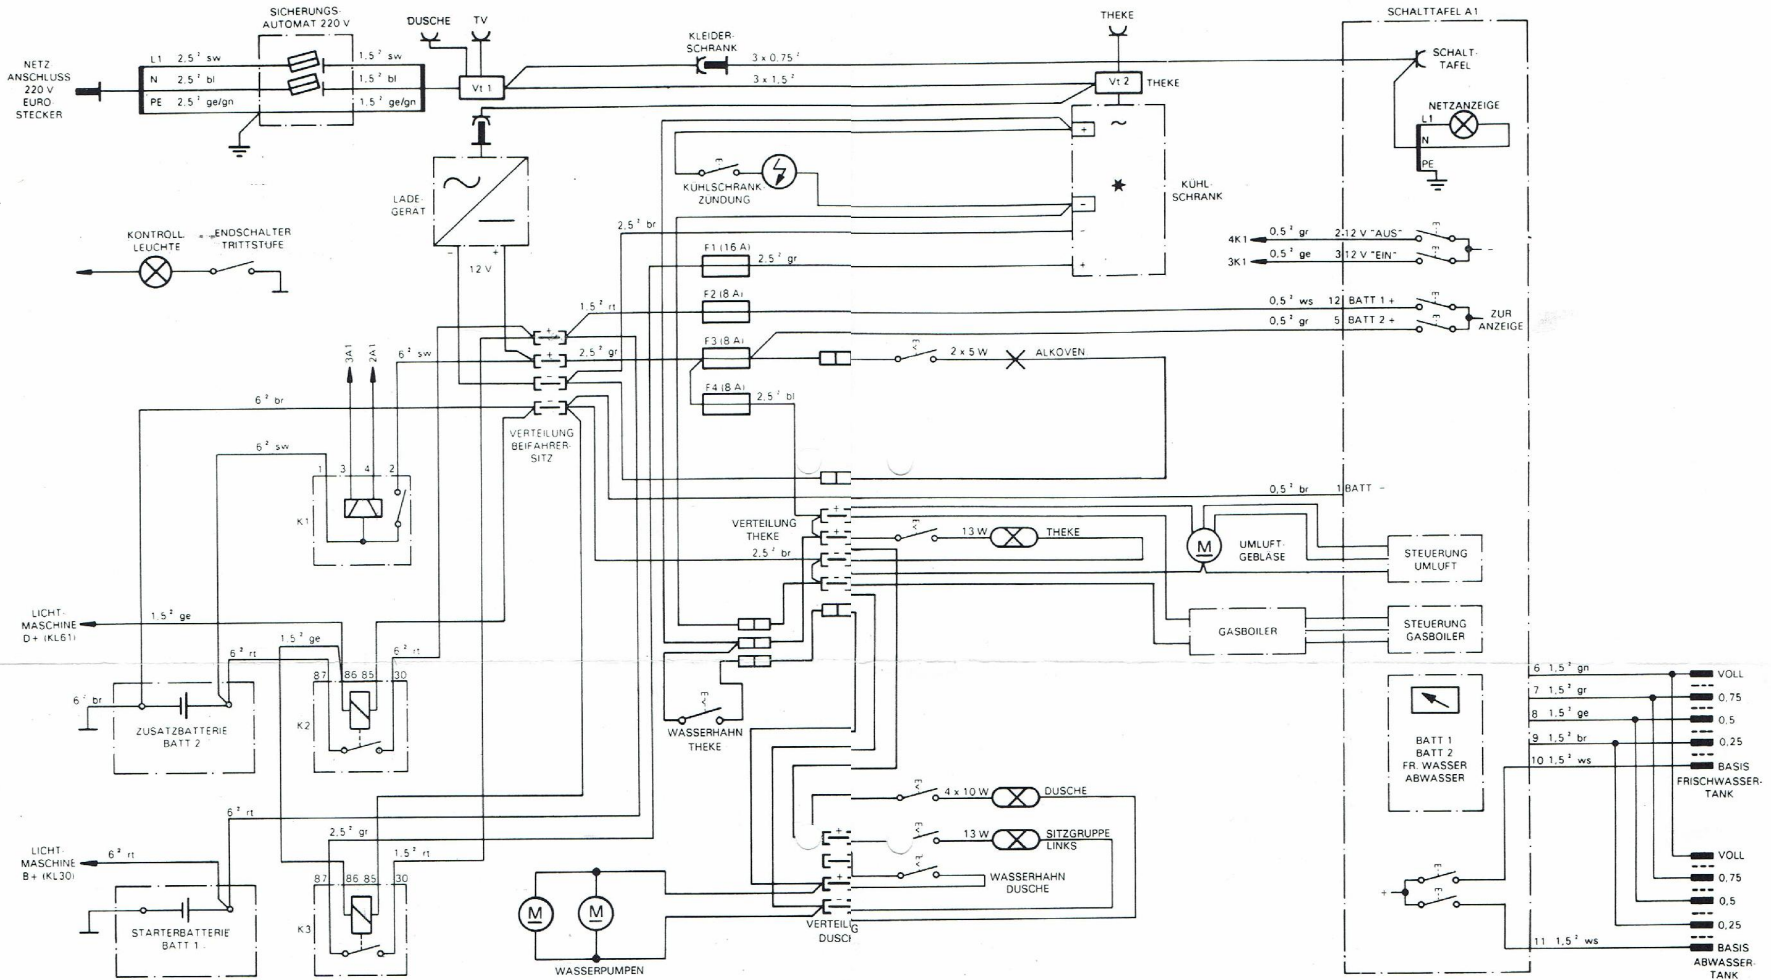 SICHERUNGS-
AUTOMAT 220 V
DUSCHE
TV
THEKE
SCHALTTAFEL A1
NETZ
ANSCHLUSS
220 V
EURO
STECKER
L1 2.5² sw
N 2.5² bl
PE 2.5² ge/gn
1.5² sw
1.5² bl
1.5² ge/gn
Vt 1
KLEIDER-
SCHRANK
3 x 0.75²
3 x 1,5²
Vt 2
THEKE
SCHALT-
TAFEL
NETZANZEIGE
L1
N
PE
LADE-
GERÄT
- +
12 V
KÜHLSCHRANK
ZÜNDUNG
+
-
-
+
KÜHL-
SCHRANK
KONTROLL
LEUCHTE
ENDSCHALTER
TRITTSTUFE
2,5² br
F1 (16 A)
2,5² gr
F2 (8 A)
F3 (8 A)
F4 (8 A)
2,5² bl
1,5² rt
2,5² gr
4K1
0,5² gr
2 12 V "AUS"
3K1
0,5² ge
3 12 V "EIN"
-
0,5² ws 12 BATT 1 +
0,5² gr 5 BATT 2 +
ZUR
ANZEIGE
2 x 5 W
ALKOVEN
3A1
2A1
6² sw
6² br
6² sw
VERTEILUNG
BEIFAHRER-
SITZ
1 3 4 2
K1
0,5² br 1 BATT -
VERTEILUNG
THEKE
2.5² br
13 W
THEKE
M
UMLUFT-
GEBLÄSE
STEUERUNG
UMLUFT
GASBOILER
STEUERUNG
GASBOILER
LICHT-
MASCHINE
D+ (KL61)
1,5² ge
1,5² ge
6² rt
6² rt
87 86 85 30
K2
6² br
ZUSATZBATTERIE
BATT 2
WASSERHAHN
THEKE
6 1,5² gn
7 1,5² gr
8 1,5² ge
9 1,5² br
10 1,5² ws
VOLL
0,75
0,5
0,25
BASIS
FRISCHWASSER-
TANK
BATT 1
BATT 2
FR. WASSER
ABWASSER
4 x 10 W
DUSCHE
13 W
SITZGRUPPE
LINKS
WASSERHAHN
DUSCHE
6² rt
2,5² gr
1.5² rt
LICHT-
MASCHINE
B+ (KL30)
6² rt
87 86 85 30
K3
STARTERBATTERIE
BATT 1
M
M
WASSERPUMPEN
VERTEILUG
DUSCH
+
11 1,5² ws
VOLL
0,75
0,5
0,25
BASIS
ABWASSER-
TANK